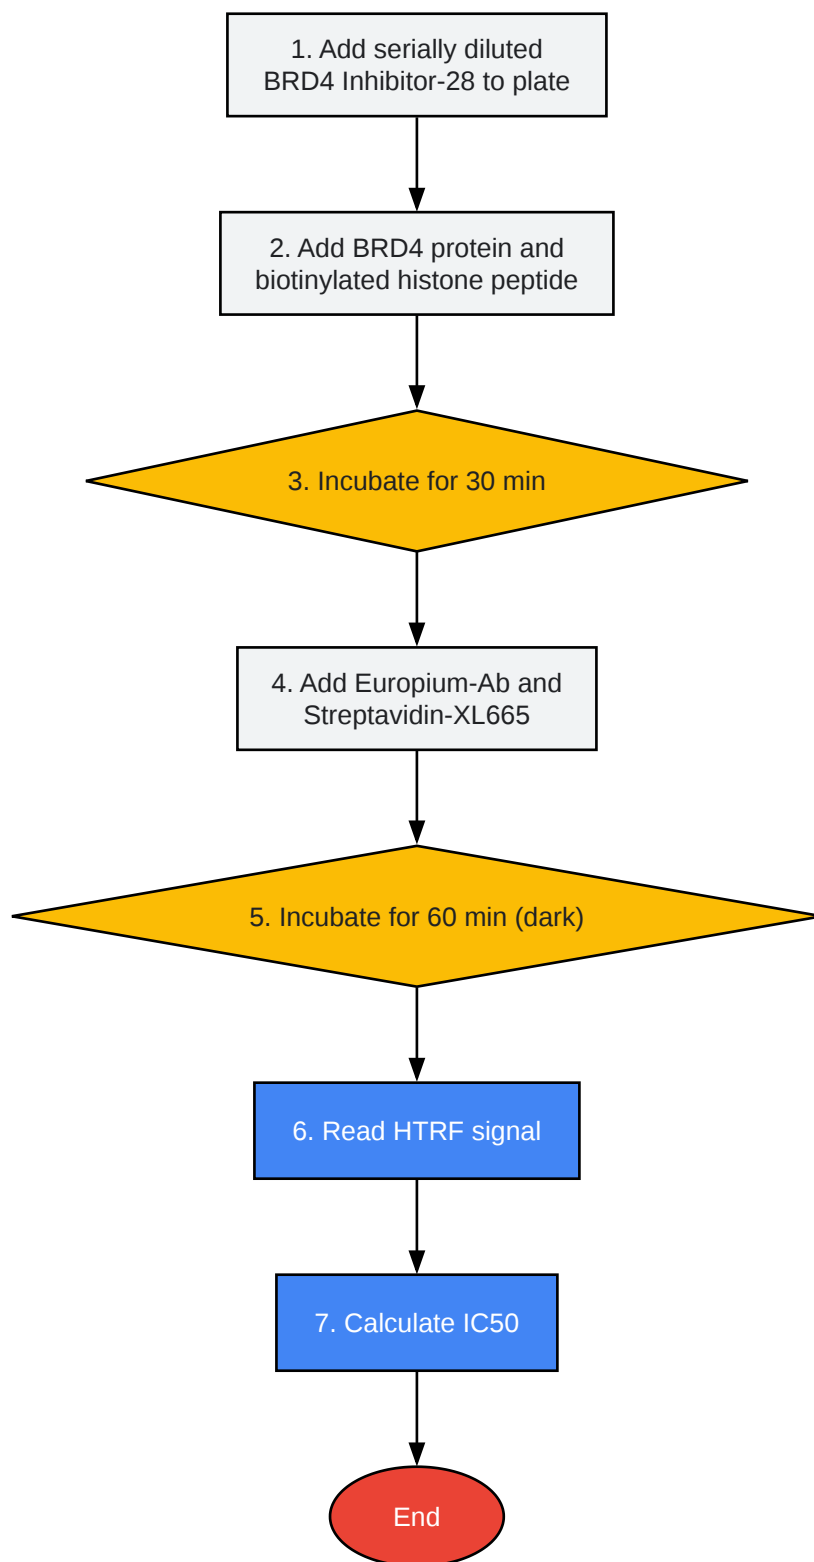 1. Add serially diluted
BRD4 Inhibitor-28 to plate
2. Add BRD4 protein and
biotinylated histone peptide
3. Incubate for 30 min
4. Add Europium-Ab and
Streptavidin-XL665
5. Incubate for 60 min (dark)
6. Read HTRF signal
7. Calculate IC50
End